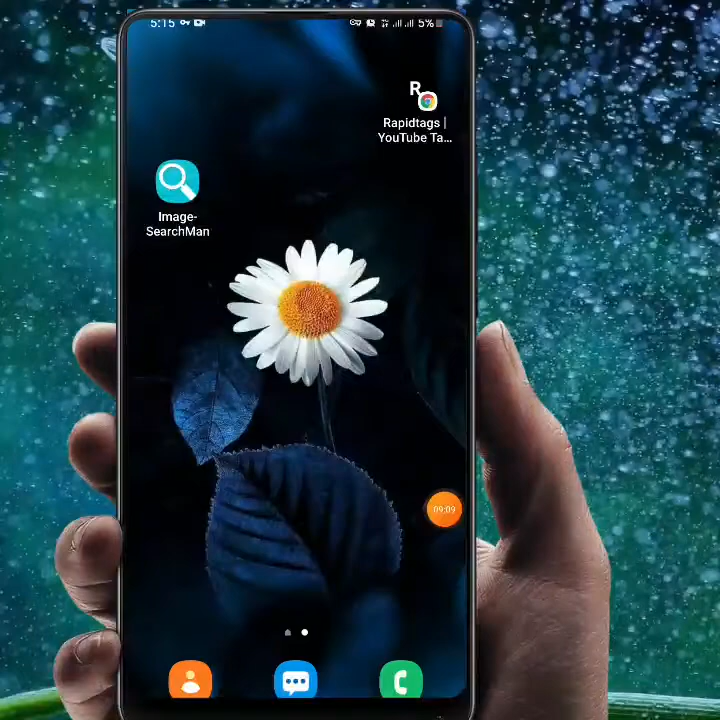 5:15
5%
R
Rapidtags |
YouTube Ta...
Image-
SearchMan
09:09